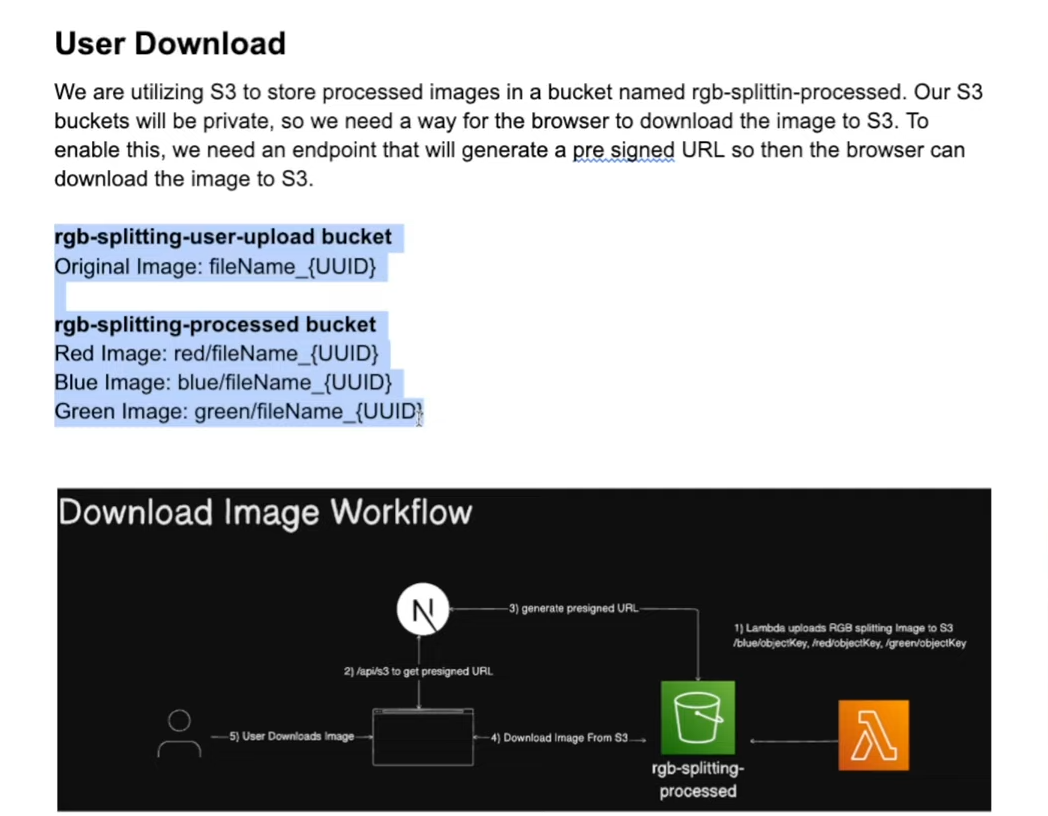 User Download
We are utilizing S3 to store processed images in a bucket named rgb-splittin-processed. Our S3
buckets will be private, so we need a way for the browser to download the image to S3. To
enable this, we need an endpoint that will generate a pre signed URL so then the browser can
download the image to S3.
rgb-splitting-user-upload bucket
Original Image: fileName_{UUID}
rgb-splitting-processed bucket
Red Image: red/fileName_{UUID}
Blue Image: blue/fileName_{UUID}
Green Image: green/fileName_{UUID}
Download Image Workflow
N
3) generate presigned URL
1) Lambda uploads RGB splitting Image to S3
/blue/objectKey, /red/objectKey, /green/objectKey
2) /api/s3 to get presigned URL
5) User Downloads Image
4) Download Image From S3
rgb-splitting-
processed